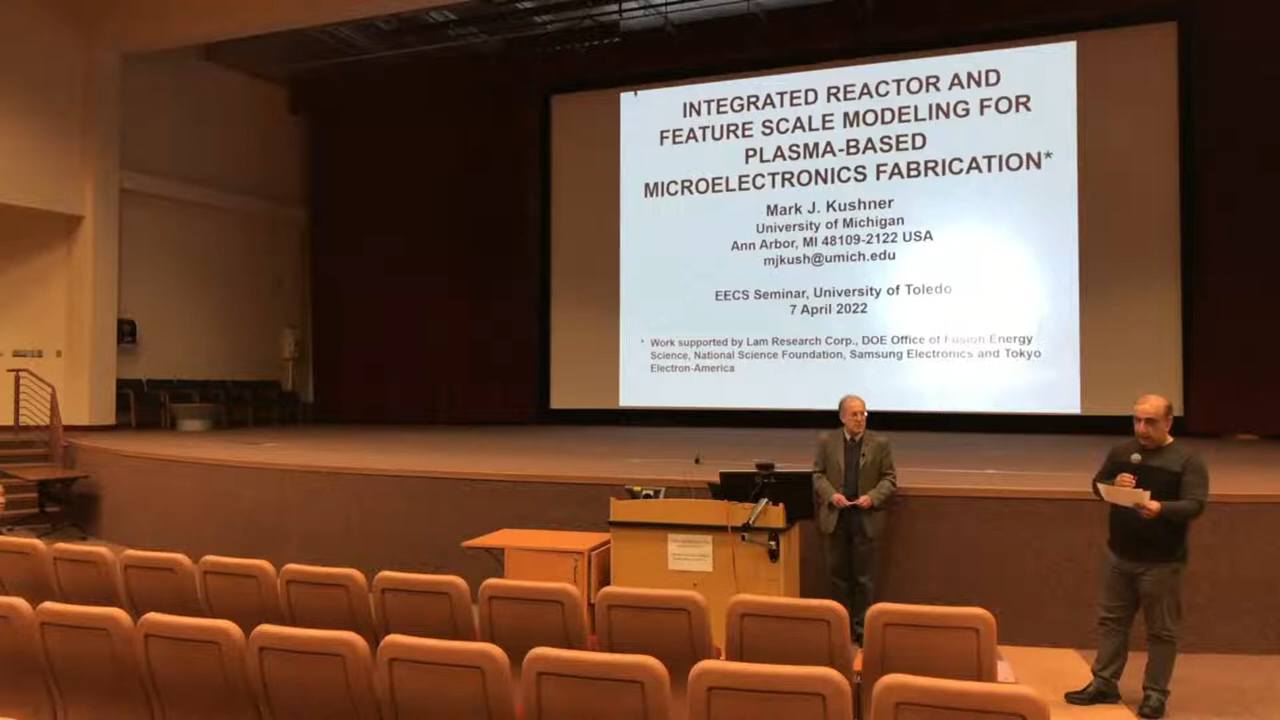 INTEGRATED REACTOR AND
FEATURE SCALE MODELING FOR
PLASMA-BASED
MICROELECTRONICS FABRICATION*
Mark J. Kushner
University of Michigan
Ann Arbor, MI 48109-2122 USA
mjkush@umich.edu
EECS Seminar, University of Toledo
7 April 2022
* Work supported by Lam Research Corp., DOE Office of Fusion Energy
Science, National Science Foundation, Samsung Electronics and Tokyo
Electron-America